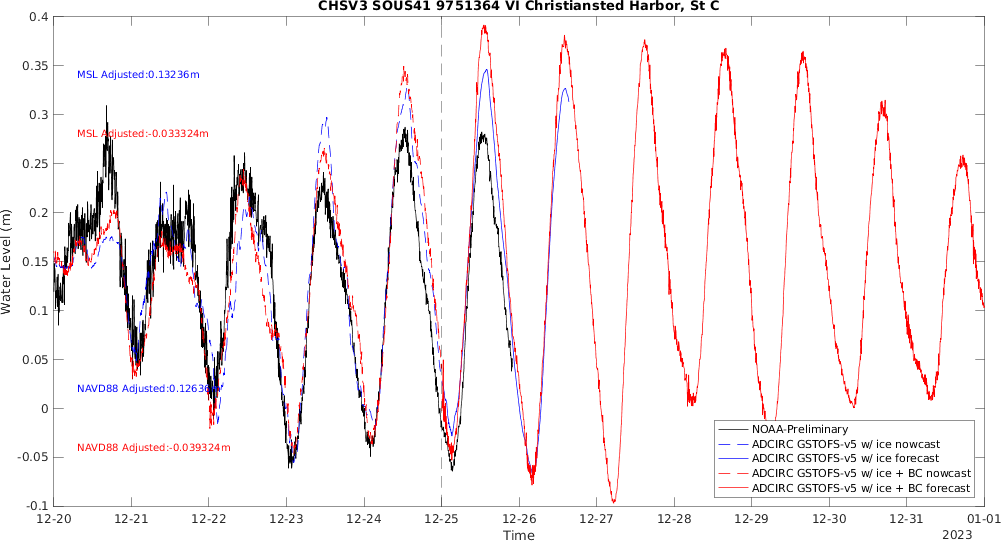 CHSV3 SOUS41 9751364 VI Christiansted Harbor, St C
Water Level (m)
0.4
0.35
0.3
0.25
0.2
0.15
0.1
0.05
0
-0.05
-0.1
MSL Adjusted:0.13236m
MSL Adjusted:-0.033324m
NAVD88 Adjusted:0.1263
NAVD88 Adjusted:-0.039324m
NOAA-Preliminary
ADCIRC GSTOFS-v5 w/ ice nowcast
ADCIRC GSTOFS-v5 w/ ice forecast
ADCIRC GSTOFS-v5 w/ ice + BC nowcast
ADCIRC GSTOFS-v5 w/ ice + BC forecast
12-20 12-21 12-22 12-23 12-24 12-25 12-26 12-27 12-28 12-29 12-30 12-31 01-01
Time
2023